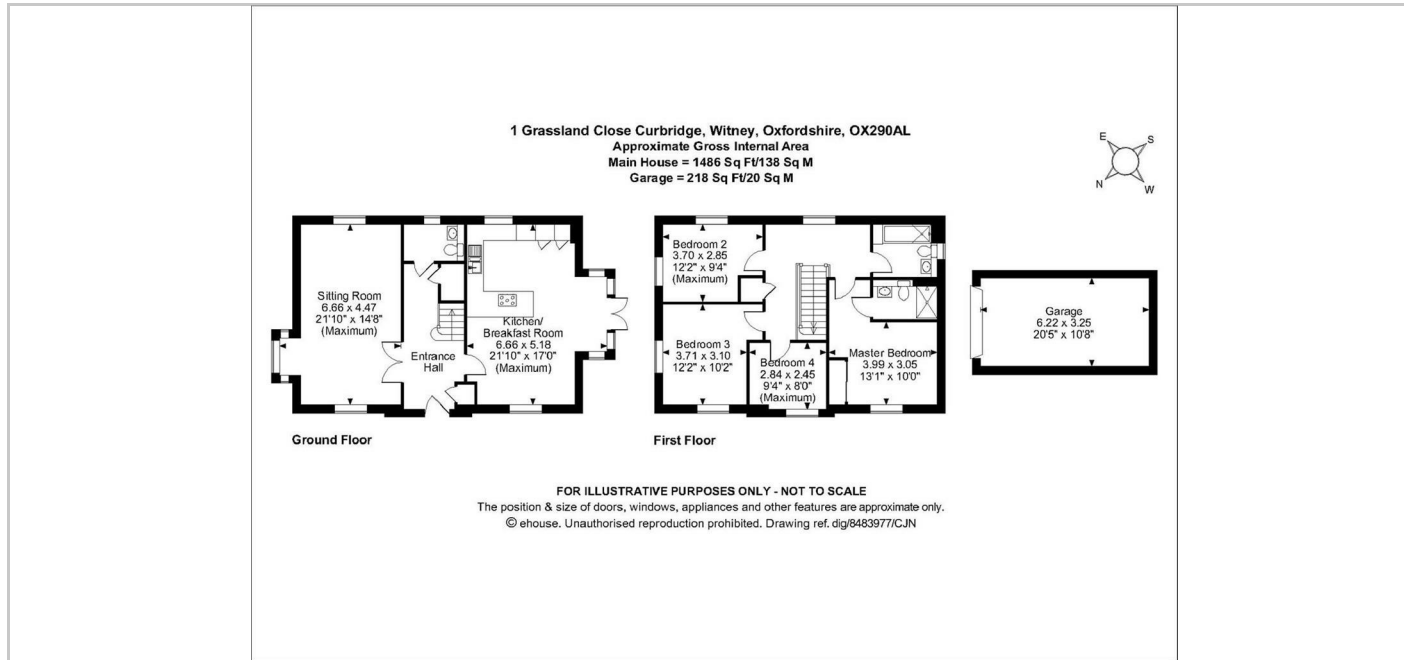 1 Grassland Close Curbridge, Witney, Oxfordshire, OX290AL
Approximate Gross Internal Area
Main House = 1486 Sq Ft/138 Sq M
Garage = 218 Sq Ft/20 Sq M
E
S
N
W
Sitting Room
6.66 x 4.47
21'10" x 14'8"
(Maximum)
Entrance
Hall
Kitchen/
Breakfast Room
6.66 x 5.18
21'10" x 17'0"
(Maximum)
Ground Floor
Bedroom 2
3.70 x 2.85
12'2" x 9'4"
(Maximum)
Bedroom 3
3.71 x 3.10
12'2" x 10'2"
Bedroom 4
2.84 x 2.45
9'4" x 8'0"
(Maximum)
Master Bedroom
3.99 x 3.05
13'1" x 10'0"
First Floor
Garage
6.22 x 3.25
20'5" x 10'8"
FOR ILLUSTRATIVE PURPOSES ONLY - NOT TO SCALE
The position & size of doors, windows, appliances and other features are approximate only.
© ehouse. Unauthorised reproduction prohibited. Drawing ref. dig/8483977/CJN